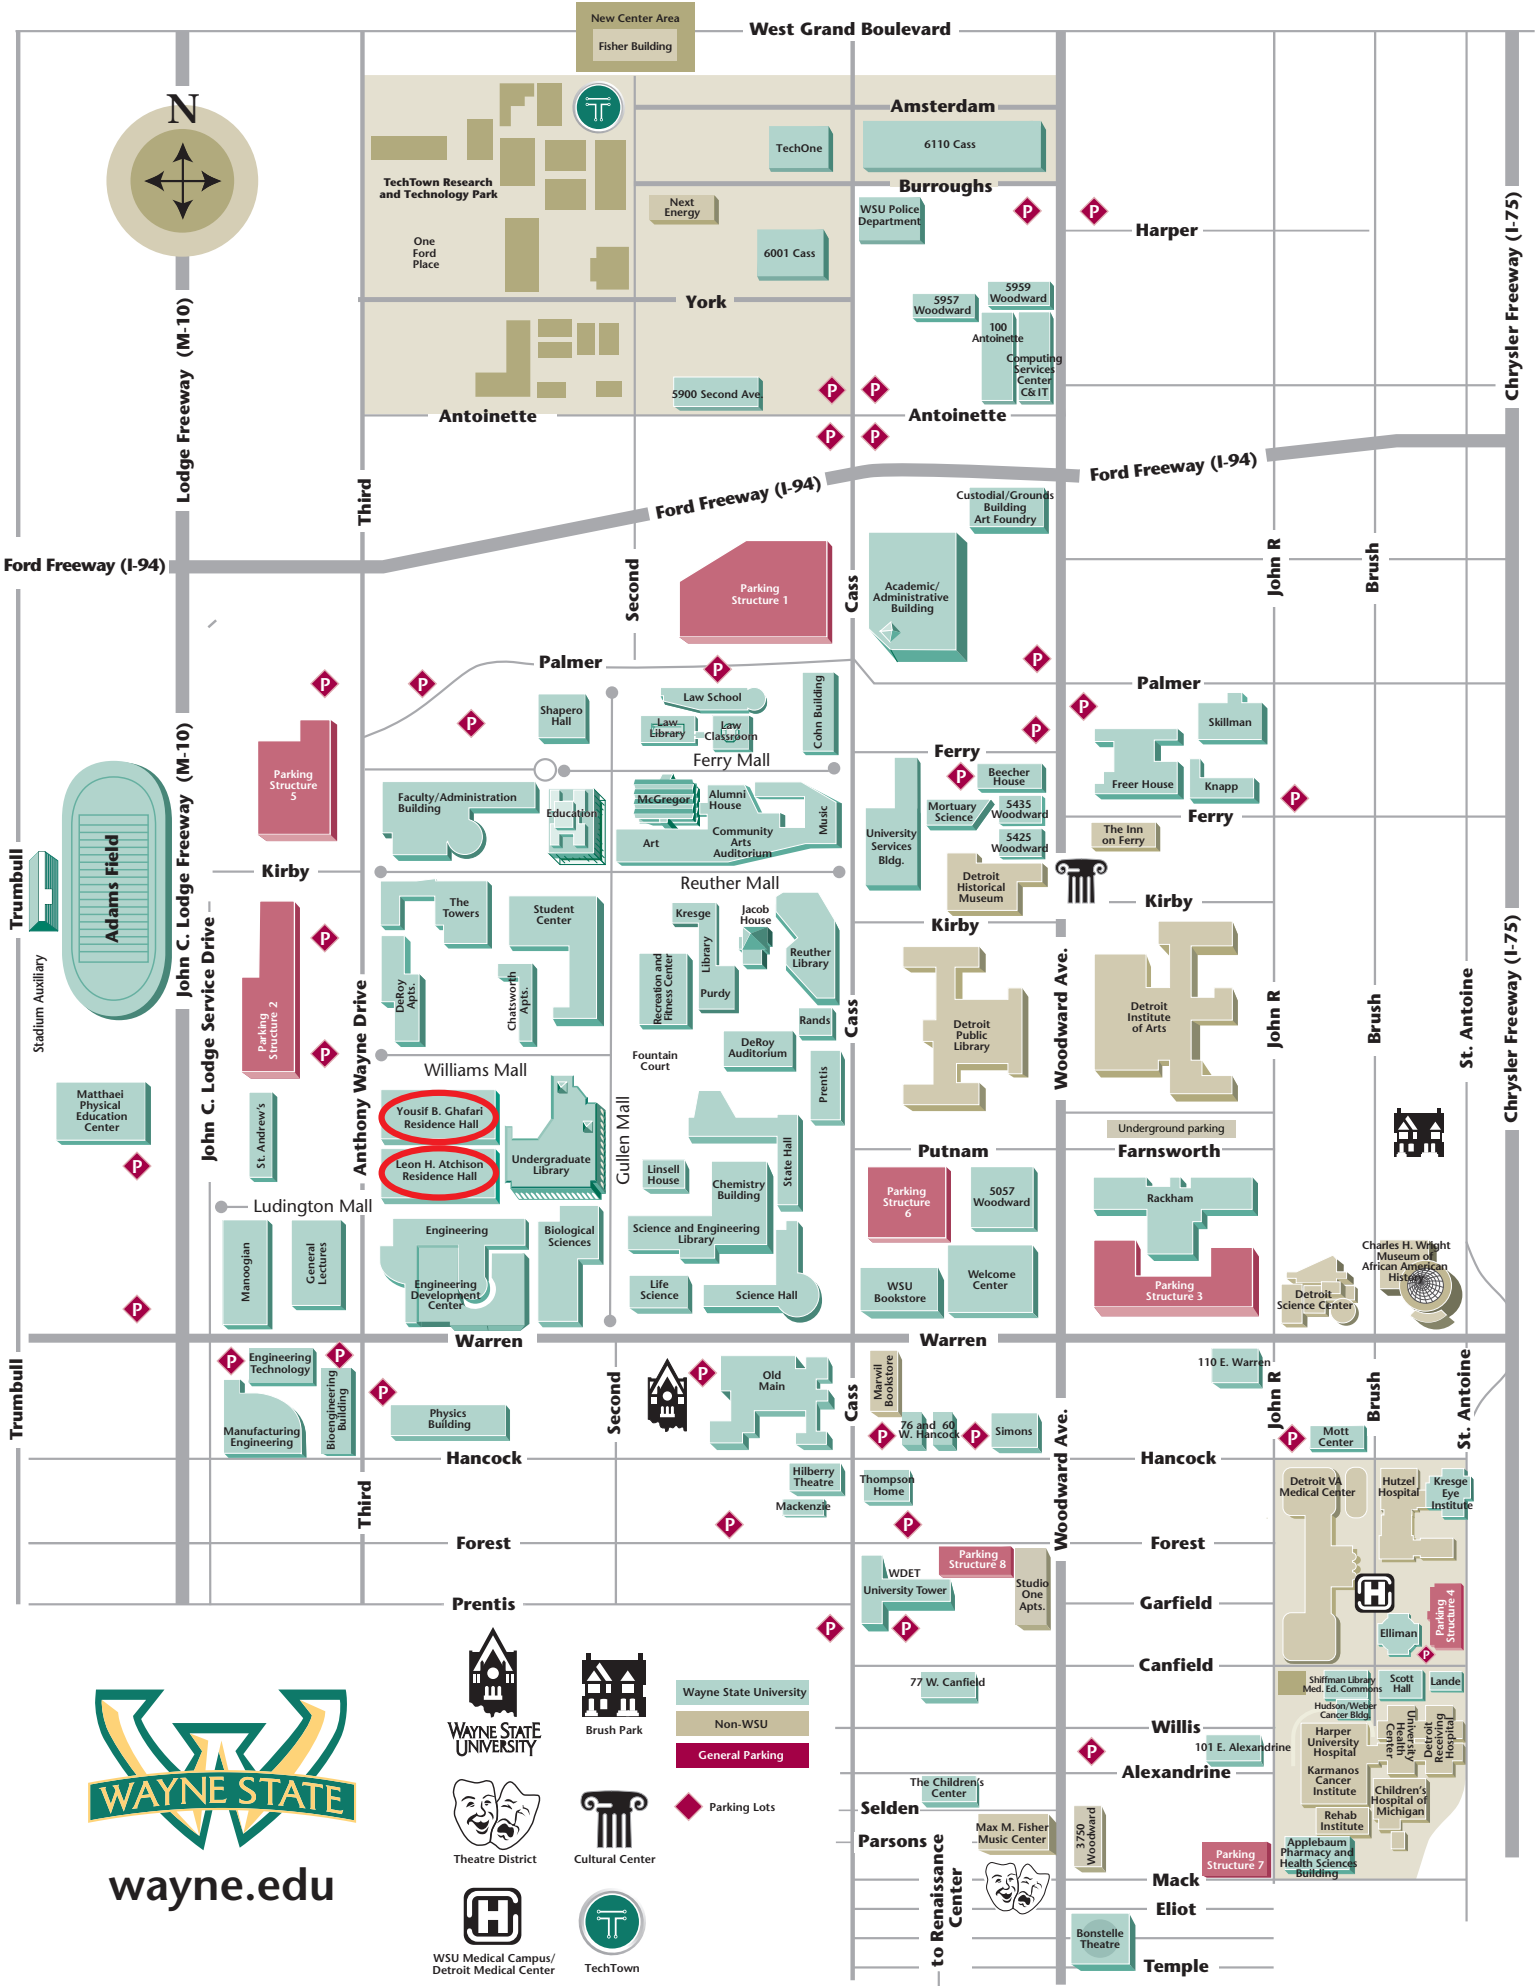 New Center Area
Fisher Building
West Grand Boulevard
N
Amsterdam
TechOne
6110 Cass
TechTown Research
and Technology Park
Burroughs
Next
Energy
WSU Police
Department
P
P
Harper
One
Ford
Place
6001 Cass
York
5957
Woodward
5959
Woodward
100
Antoinette
Computing
Services
Center
C&IT
5900 Second Ave.
P
P
Antoinette
Antoinette
P
P
Lodge Freeway (M-10)
Chrysler Freeway (I-75)
Third
Ford Freeway (I-94)
Ford Freeway (I-94)
Ford Freeway (I-94)
Custodial/Grounds
Building
Art Foundry
Second
Parking
Structure 1
Cass
Academic/
Administrative
Building
John R
Brush
Palmer
P
P
P
P
P
Palmer
Shapero
Hall
Law School
Law
Library
Law
Classroom
Cohn Building
P
P
Skillman
Ferry Mall
Ferry
Parking
Structure
5
Faculty/Administration
Building
Education
McGregor
Alumni
House
Art
Community
Arts
Auditorium
Music
University
Services
Bldg.
P
Beecher
House
Mortuary
Science
5435
Woodward
5425
Woodward
Freer House
Knapp
P
Ferry
The Inn
on Ferry
Trumbull
Adams Field
John C. Lodge Freeway (M-10)
Kirby
Reuther Mall
Detroit
Historical
Museum
Kirby
Kirby
Stadium Auxiliary
John C. Lodge Service Drive
Parking
Structure 2
P
P
Anthony Wayne Drive
The
Towers
Student
Center
DeRoy
Apts.
Chatsworth
Apts.
Kresge
Library
Purdy
Jacob
House
Recreation and
Fitness Center
Reuther
Library
Rands
DeRoy
Auditorium
Fountain
Court
Prentis
Cass
Detroit
Public
Library
Woodward Ave.
Detroit
Institute
of Arts
John R
Brush
St. Antoine
Chrysler Freeway (I-75)
Williams Mall
Matthaei
Physical
Education
Center
P
St. Andrew's
Yousif B. Ghafari
Residence Hall
Leon H. Atchison
Residence Hall
Undergraduate
Library
Gullen Mall
Linsell
House
Chemistry
Building
State Hall
Science and Engineering
Library
Underground parking
Putnam
Farnsworth
Parking
Structure
6
5057
Woodward
Rackham
Ludington Mall
Manoogian
General
Lectures
Engineering
Engineering
Development
Center
Biological
Sciences
Life
Science
Science Hall
WSU
Bookstore
Welcome
Center
Parking
Structure 3
Charles H. Wright
Museum of
African American
History
Detroit
Science Center
P
Warren
Warren
Trumbull
P
Engineering
Technology
P
Manufacturing
Engineering
Bioengineering
Building
P
Physics
Building
Second
P
Old
Main
Cass
Marwil
Bookstore
P
76 and 60
W. Hancock
P
Simons
Woodward Ave.
110 E. Warren
John R
Brush
St. Antoine
P
Mott
Center
Hancock
Hancock
Third
Hilberry
Theatre
Mackenzie
Thompson
Home
P
P
Detroit VA
Medical Center
Hutzel
Hospital
Kresge
Eye
Institute
Forest
Forest
WDET
University Tower
Parking
Structure 8
Studio
One
Apts.
H
Parking
Structure 4
Elliman
P
Prentis
Garfield
P
P
Canfield
77 W. Canfield
Shiffman Library
Med. Ed. Commons
Scott
Hall
Lande
Hudson/Weber
Cancer Bldg.
Willis
101 E. Alexandrine
P
Harper
University
Hospital
Karmanos
Cancer
Institute
University
Health
Center
Detroit
Receiving
Hospital
Alexandrine
The Children's
Center
Children's
Hospital of
Michigan
Rehab
Institute
Selden
Parsons
Max M. Fisher
Music Center
3750
Woodward
Parking
Structure 7
Applebaum
Pharmacy and
Health Sciences
Building
to Renaissance
Center
Mack
Eliot
Bonstelle
Theatre
Temple
WAYNE STATE
UNIVERSITY
Brush Park
Wayne State University
Non-WSU
General Parking
Parking Lots
Theatre District
Cultural Center
H
WSU Medical Campus/
Detroit Medical Center
T
TechTown
WAYNE STATE
wayne.edu